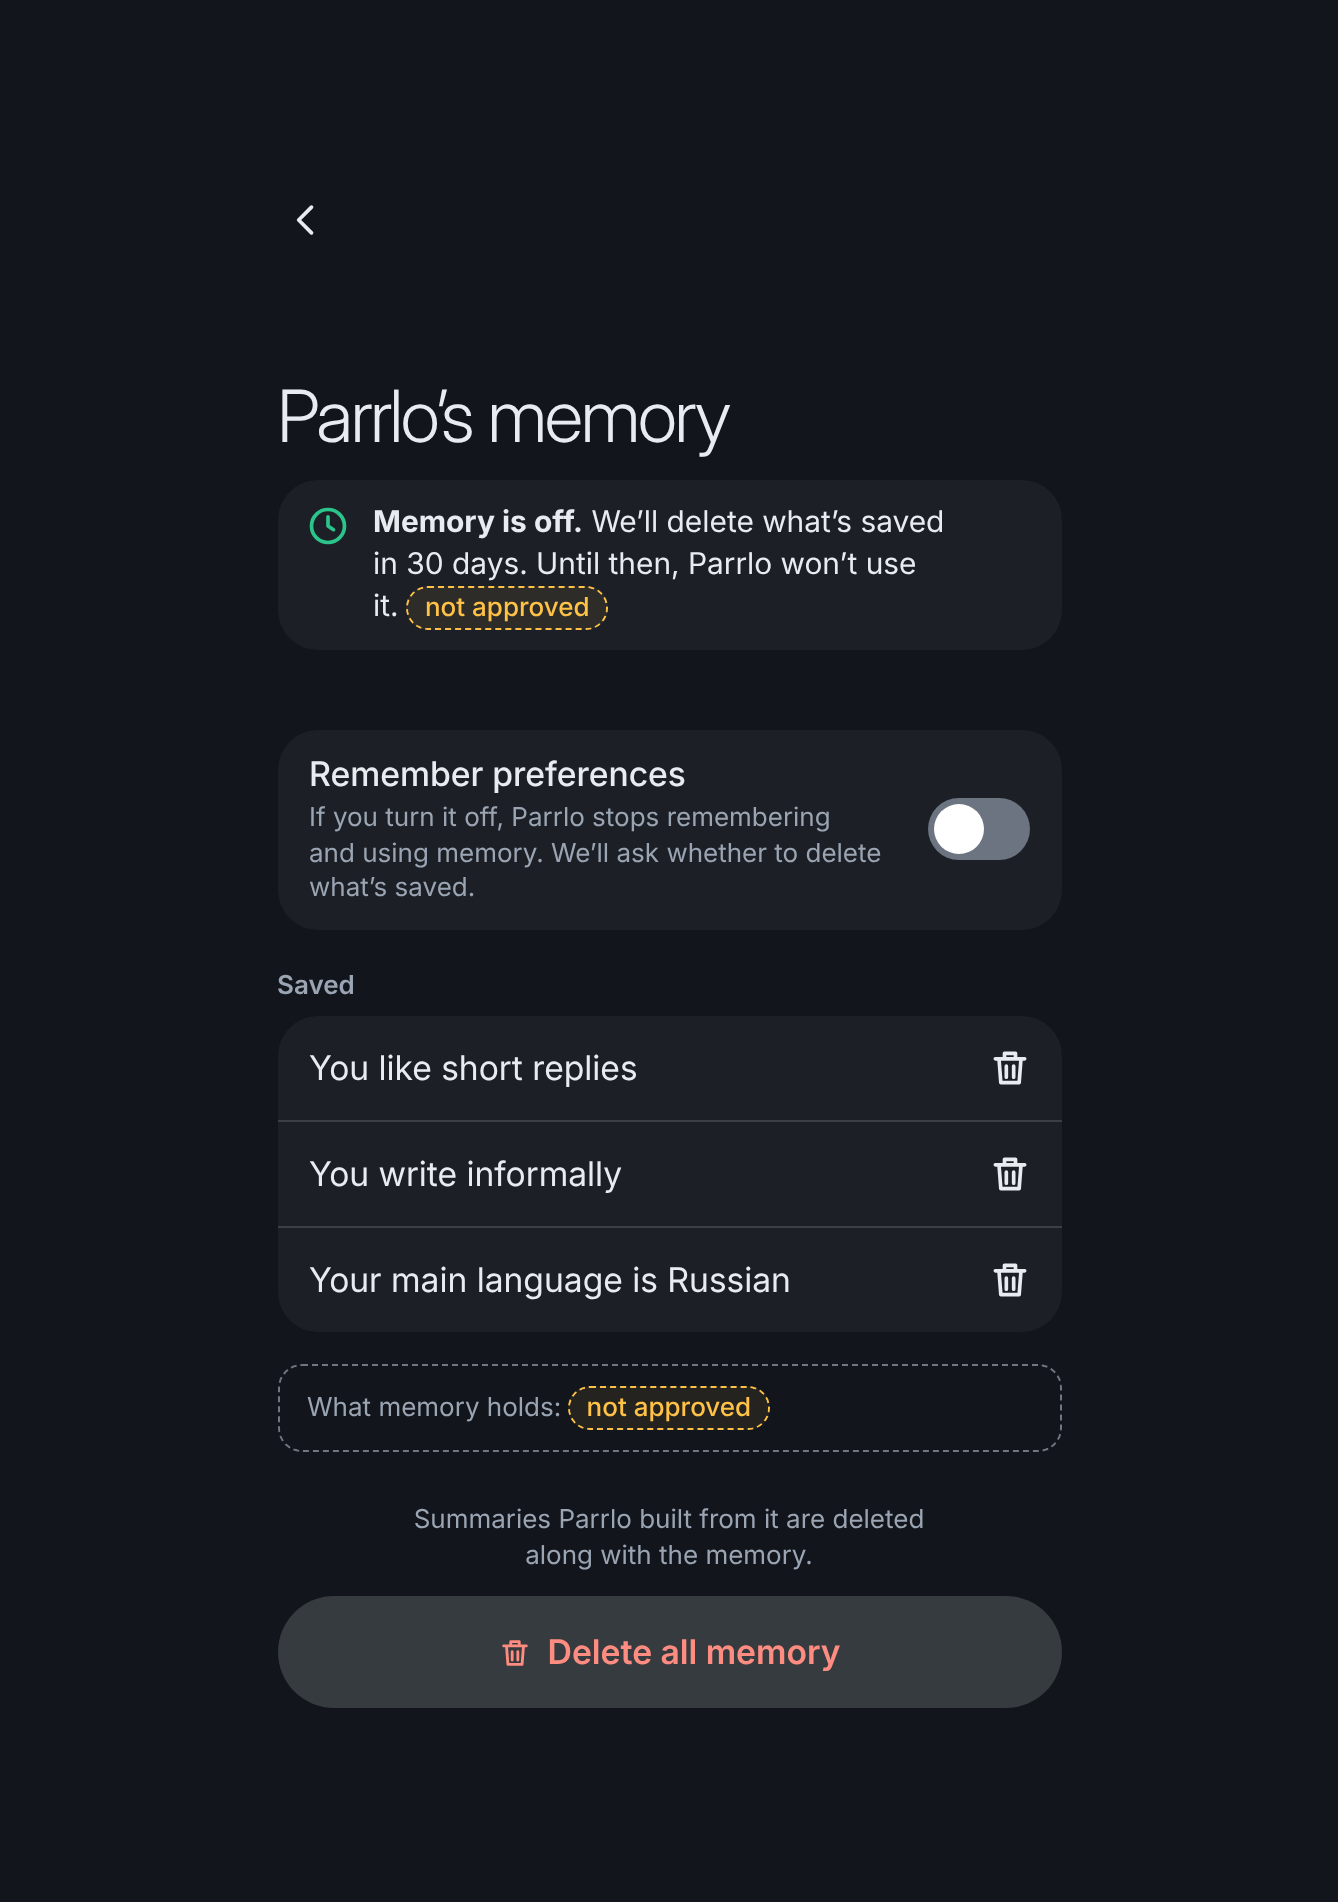 Parrlo’s memory
Memory is off. We’ll delete what’s saved
in 30 days. Until then, Parrlo won’t use
it. not approved
Remember preferences
If you turn it off, Parrlo stops remembering
and using memory. We’ll ask whether to delete
what’s saved.
Saved
You like short replies
You write informally
Your main language is Russian
What memory holds: not approved
Summaries Parrlo built from it are deleted
along with the memory.
Delete all memory